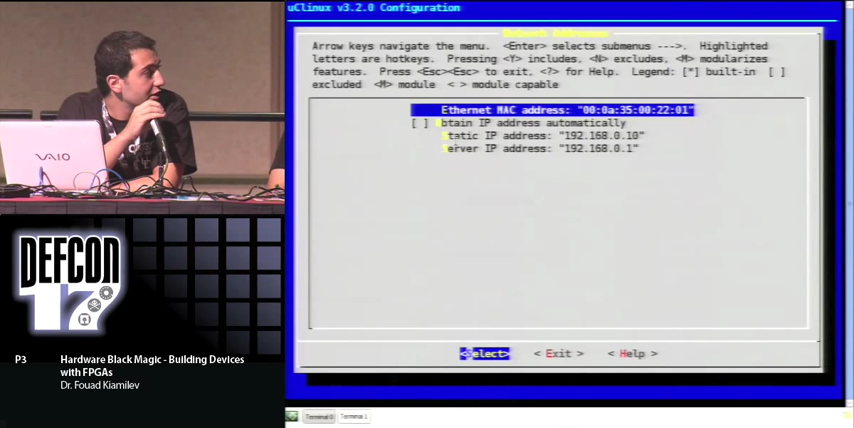 uClinux v3.2.0 Configuration
Network Addresses
Arrow keys navigate the menu. <Enter> selects submenus --->. Highlighted
letters are hotkeys. Pressing <Y> includes, <N> excludes, <M> modularizes
features. Press <Esc><Esc> to exit, <?> for Help. Legend: [*] built-in [ ]
excluded <M> module < > module capable
Ethernet MAC address: "00:0a:35:00:22:01"
[ ] Obtain IP address automatically
Static IP address: "192.168.0.10"
Server IP address: "192.168.0.1"
<Select> < Exit > < Help >
Terminal 0 Terminal 1
VAIO
DEFCON
17
P3 Hardware Black Magic - Building Devices
with FPGAs
Dr. Fouad Kiamilev